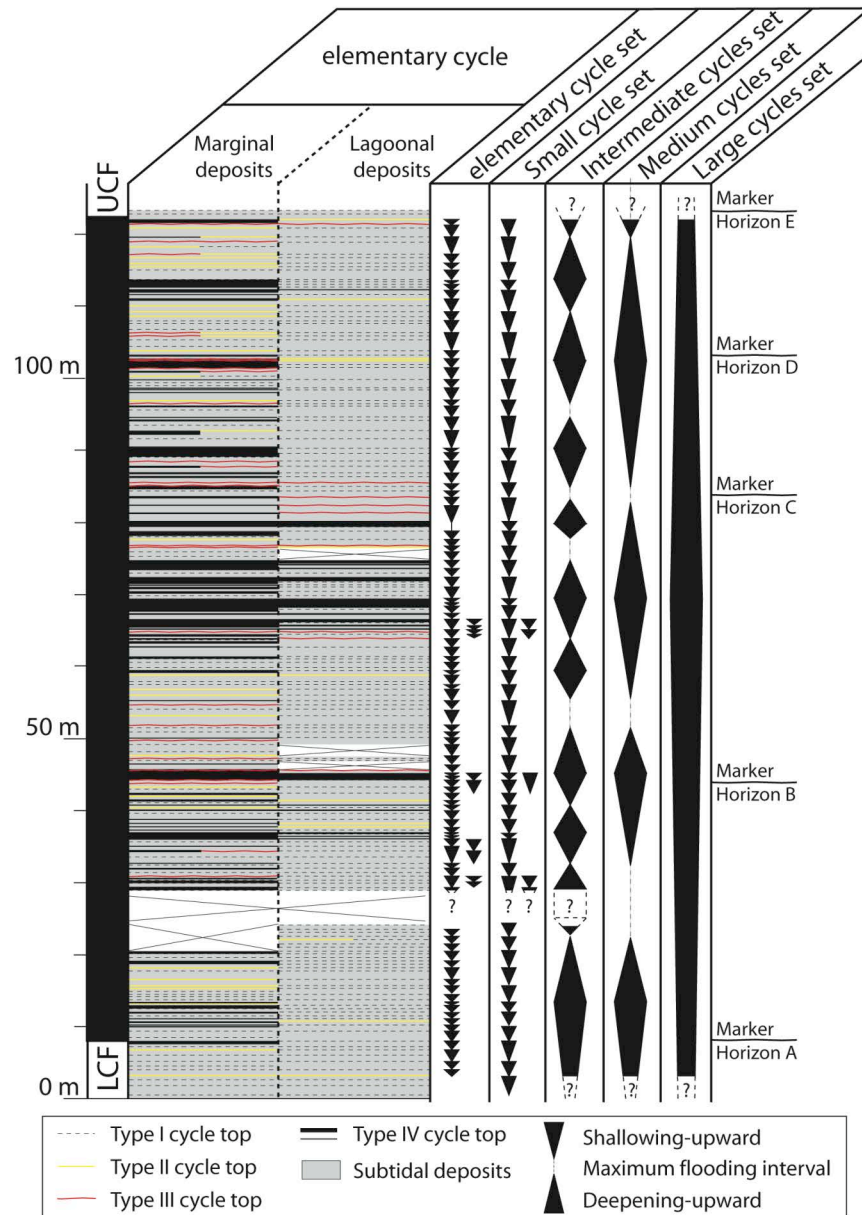 elementary cycle
elementary cycle set
Small cycle set
Intermediate cycles set
Medium cycles set
Large cycles set
Marginal
deposits
Lagoonal
deposits
UCF
? ? ?
Marker
Horizon E
100 m
Marker
Horizon D
Marker
Horizon C
50 m
Marker
Horizon B
? ? ? ?
Marker
Horizon A
LCF
0 m
? ? ?
Type I cycle top
Type II cycle top
Type III cycle top
Type IV cycle top
Subtidal deposits
Shallowing-upward
Maximum flooding interval
Deepening-upward